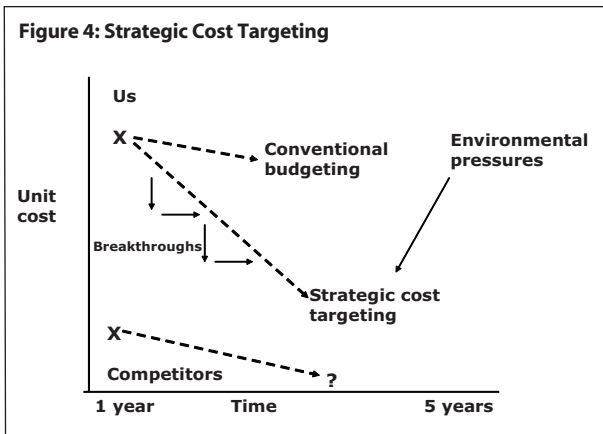 Figure 4: Strategic Cost Targeting
Us
X
Conventional
budgeting
Environmental
pressures
Unit
cost
Breakthroughs
Strategic cost
targeting
X
Competitors
?
1 year
Time
5 years